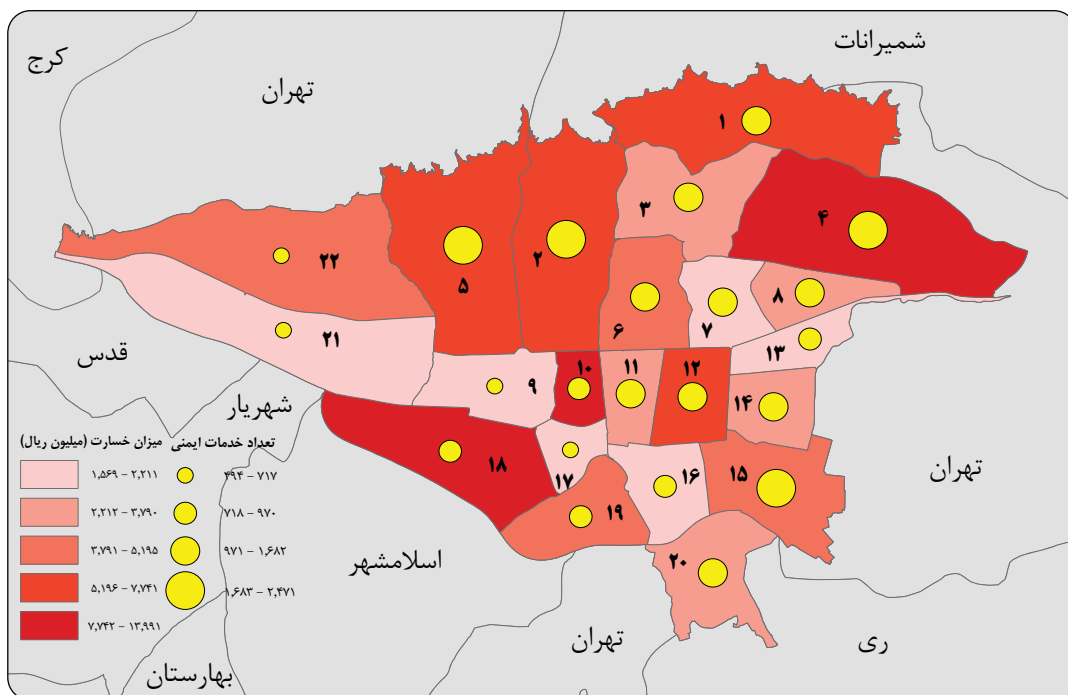 شمیرانات
کرج
تهران
۱
۳
۴
۲
۵
۲۲
۶
۷
۸
۲۱
۱۳
قدس
۱۰
۱۱
۱۲
۹
۱۴
شهریار
۱۸
۱۷
۱۶
۱۵
تهران
۱۹
۲۰
اسلامشهر
تهران
ری
بهارستان
میزان خسارت (میلیون ریال)
۱,۵۶۹ – ۲,۲۱۱
۲,۲۱۲ – ۳,۷۹۰
۳,۷۹۱ – ۵,۱۹۵
۵,۱۹۶ – ۷,۷۴۱
۷,۷۴۲ – ۱۳,۹۹۱
تعداد خدمات ایمنی
۴۹۴ – ۷۱۷
۷۱۸ – ۹۷۰
۹۷۱ – ۱,۶۸۲
۱,۶۸۳ – ۲,۴۷۱